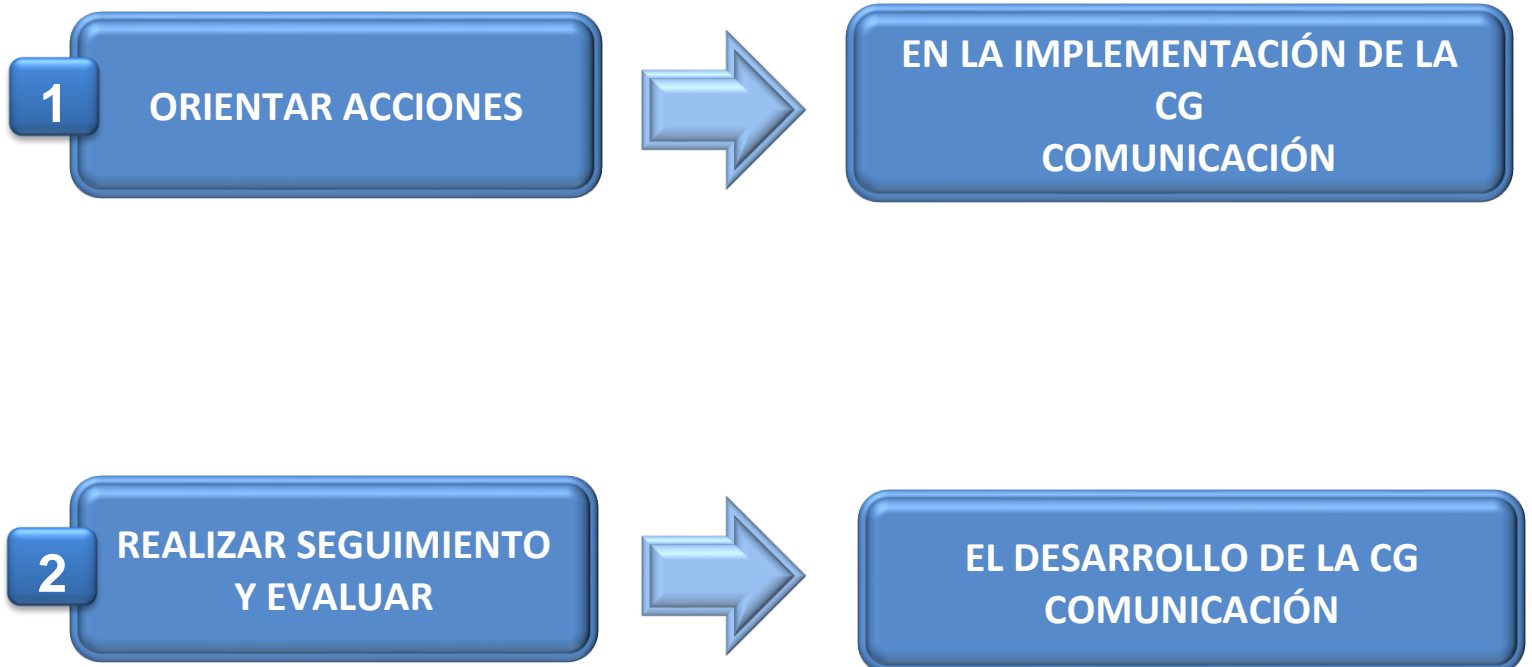 1
ORIENTAR ACCIONES
EN LA IMPLEMENTACIÓN DE LA
CG
COMUNICACIÓN
2
REALIZAR SEGUIMIENTO
Y EVALUAR
EL DESARROLLO DE LA CG
COMUNICACIÓN